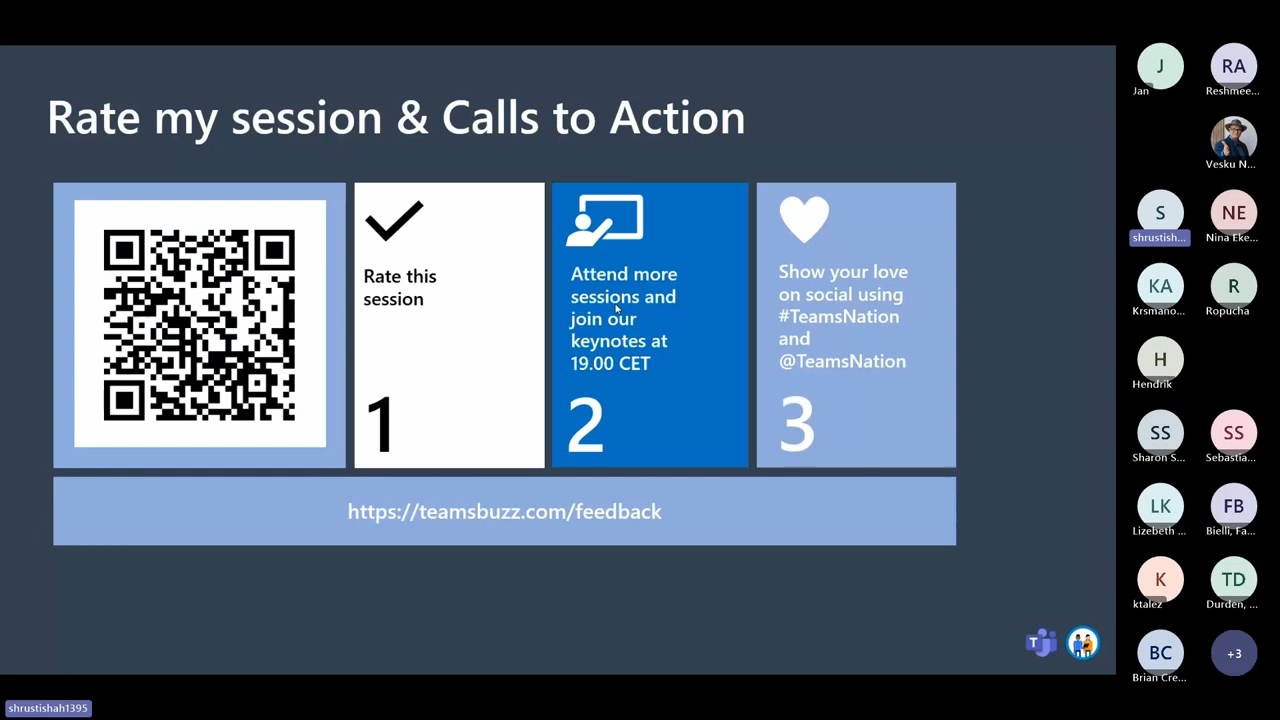 Rate my session & Calls to Action
Rate this
session
1
Attend more
sessions and
join our
keynotes at
19.00 CET
2
Show your love
on social using
#TeamsNation
and
@TeamsNation
3
https://teamsbuzz.com/feedback
T
J
Jan
RA
Reshmee...
Vesku N...
S
shrustish...
NE
Nina Eke...
KA
Krsmano...
R
Ropucha
H
Hendrik
SS
Sharon S...
SS
Sebastia...
LK
Lizebeth ...
FB
Bielli, Fa...
K
ktalez
TD
Durden, ...
BC
Brian Cre...
+3
shrustishah1395